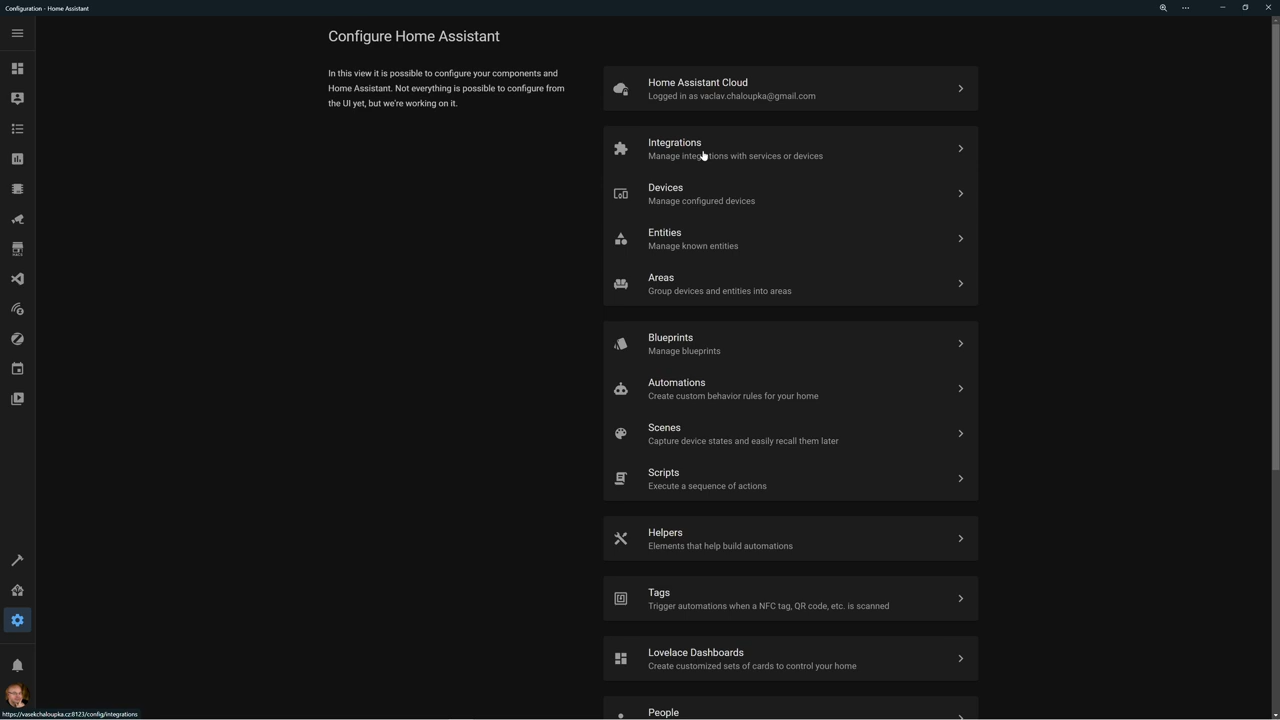 Configuration - Home Assistant
Configure Home Assistant
In this view it is possible to configure your components and
Home Assistant. Not everything is possible to configure from
the UI yet, but we're working on it.
Home Assistant Cloud
Logged in as vaclav.chaloupka@gmail.com
Integrations
Manage integrations with services or devices
Devices
Manage configured devices
Entities
Manage known entities
Areas
Group devices and entities into areas
Blueprints
Manage blueprints
Automations
Create custom behavior rules for your home
Scenes
Capture device states and easily recall them later
Scripts
Execute a sequence of actions
Helpers
Elements that help build automations
Tags
Trigger automations when a NFC tag, QR code, etc. is scanned
Lovelace Dashboards
Create customized sets of cards to control your home
People
https://vasekchaloupka.cz:8123/config/integrations